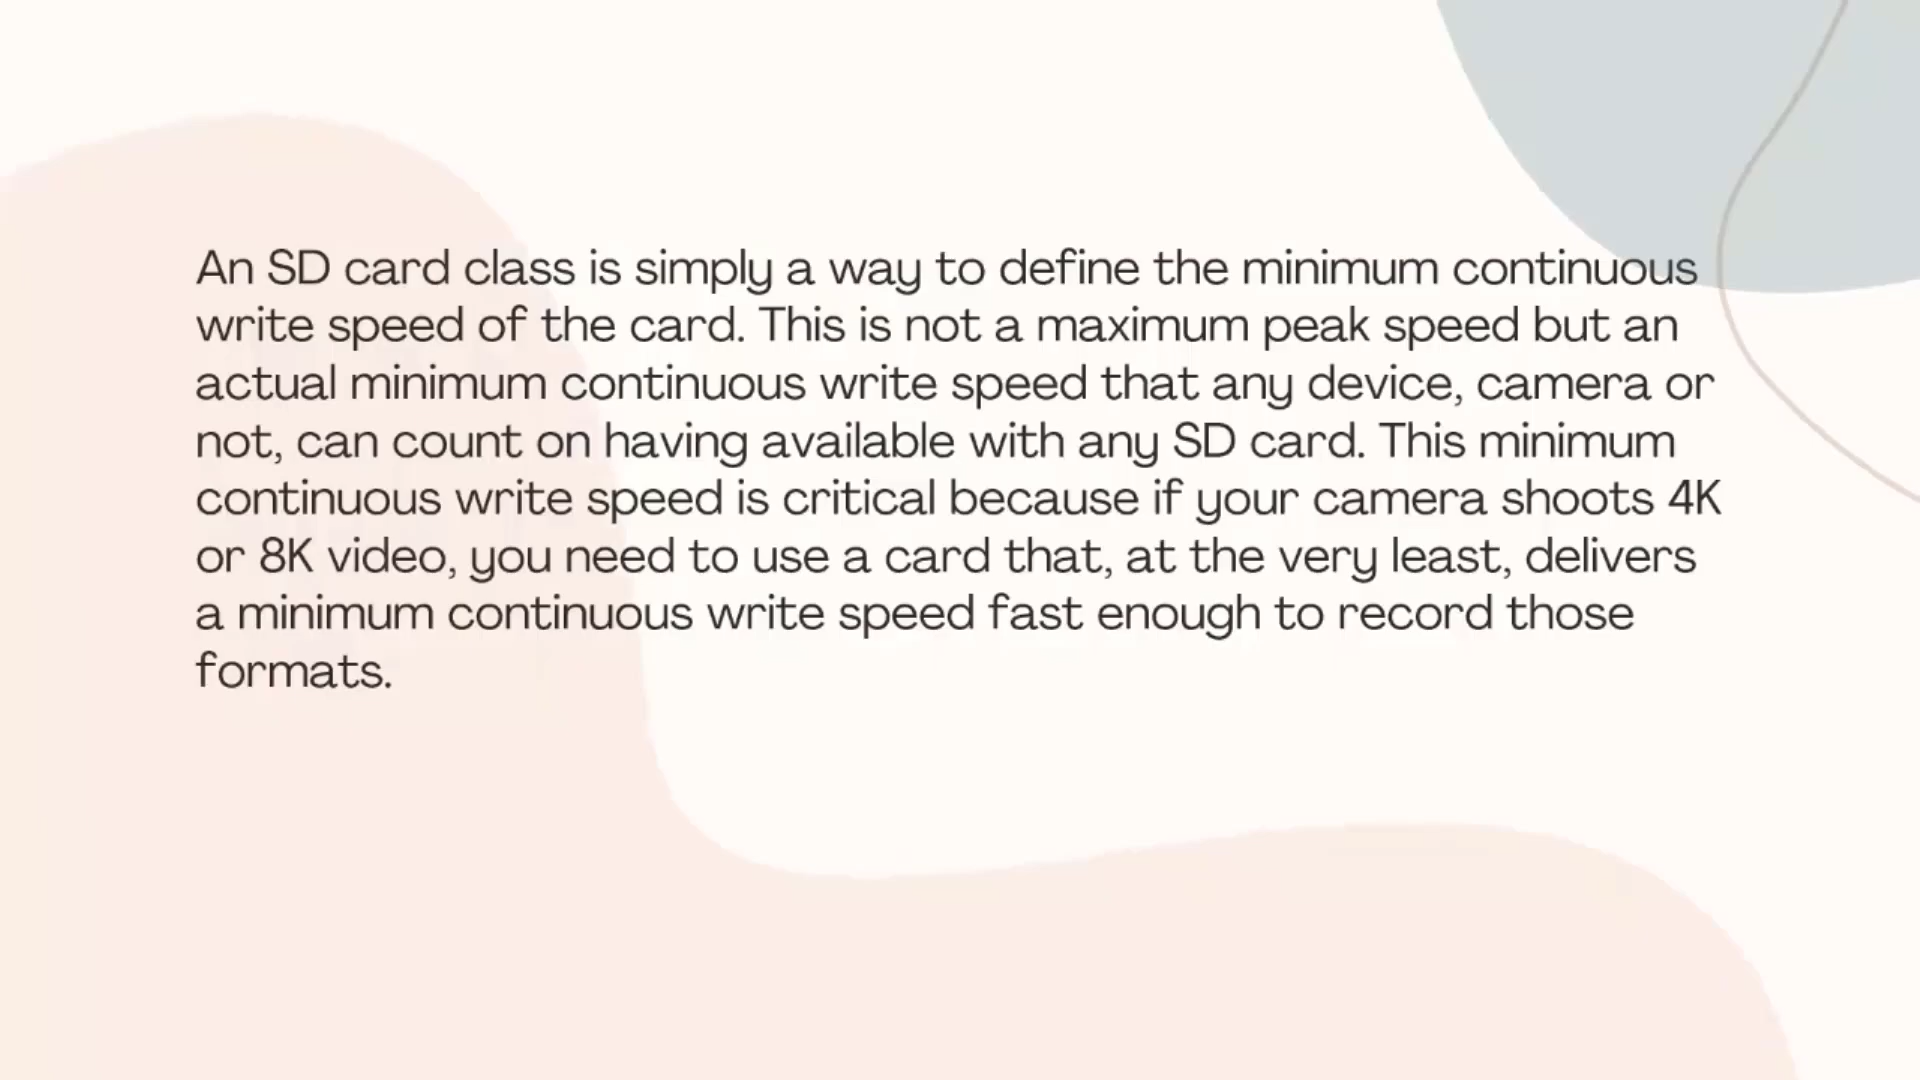 An SD card class is simply a way to define the minimum continuous
write speed of the card. This is not a maximum peak speed but an
actual minimum continuous write speed that any device, camera or
not, can count on having available with any SD card. This minimum
continuous write speed is critical because if your camera shoots 4K
or 8K video, you need to use a card that, at the very least, delivers
a minimum continuous write speed fast enough to record those
formats.